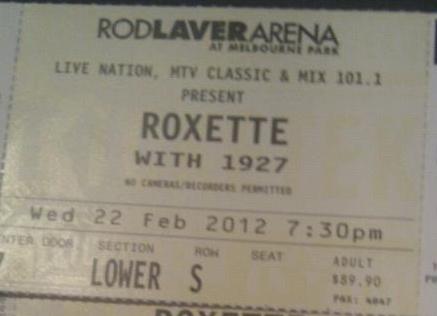 RODLAVERARENA
AT MELBOURNE PARK
LIVE NATION, MTV CLASSIC & MIX 101.1
PRESENT
ROXETTE
WITH 1927
NO CAMERAS/RECORDERS PERMITTED
Wed 22 Feb 2012 7:30pm
DOOR SECTION ROW SEAT ADULT
LOWER S $89.90
ROXETTE